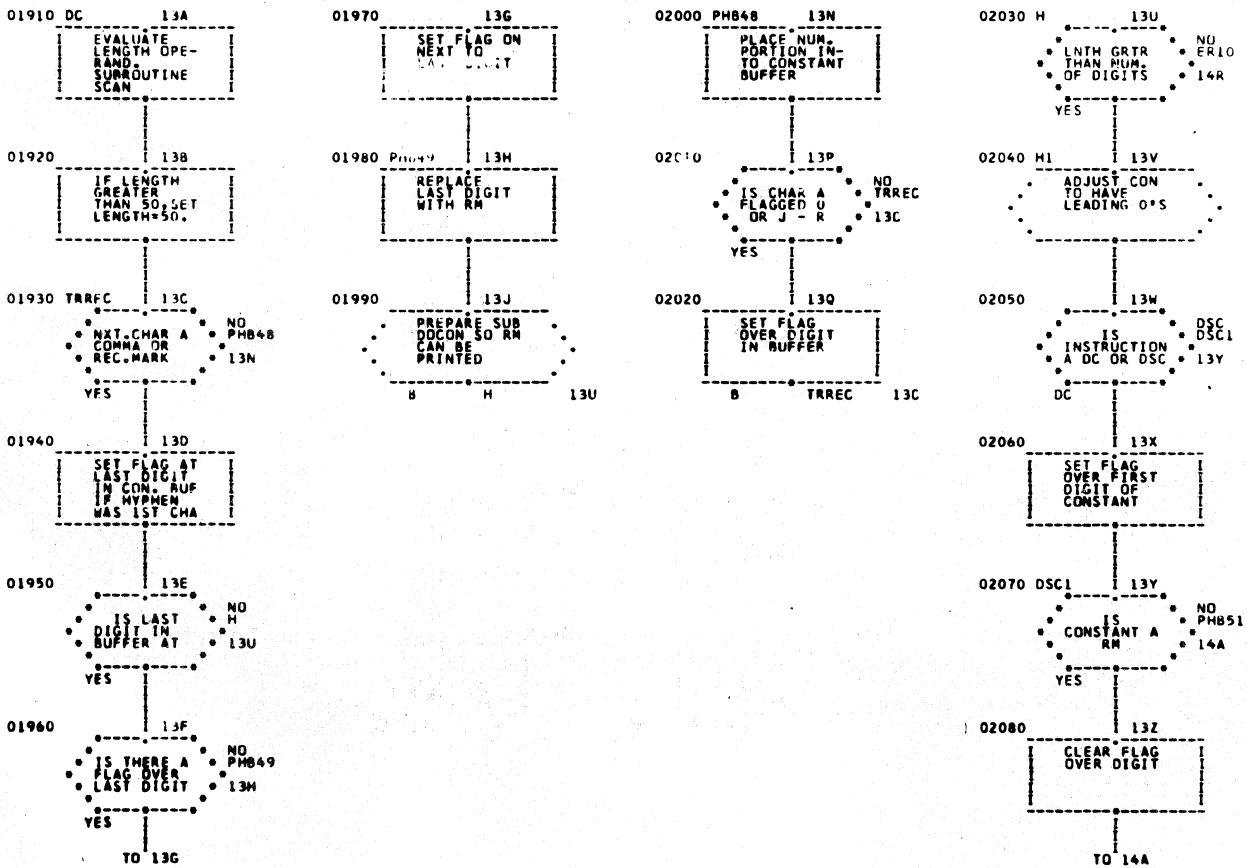 01910 DC 13A
EVALUATE
LENGTH OPE-
RAND.
SUBROUTINE
SCAN
01920 13B
IF LENGTH
GREATER
THAN 50,SET
LENGTH=50.
01930 TRREC 13C
NXT.CHAR A
COMMA OR
REC.MARK
NO
PHB48
13N
YES
01940 13D
SET FLAG AT
LAST DIGIT
IN CON. BUF
IF HYPHEN
WAS 1ST CHA
01950 13E
IS LAST
DIGIT IN
BUFFER AT
NO
H
13U
YES
01960 13F
IS THERE A
FLAG OVER
LAST DIGIT
NO
PHB49
13H
YES
TO 13G
01970 13G
SET FLAG ON
NEXT TO
LAST DIGIT
01980 PHB49 13H
REPLACE
LAST DIGIT
WITH RM
01990 13J
PREPARE SUB
DOCON SO RM
CAN BE
PRINTED
B H 13U
02000 PHB48 13N
PLACE NUM.
PORTION IN-
TO CONSTANT
BUFFER
02010 13P
IS CHAR A
FLAGGED 0
OR J - R
NO
TRREC
13C
YES
02020 13Q
SET FLAG
OVER DIGIT
IN BUFFER
B TRREC 13C
02030 H 13U
LNTH GRTR
THAN NUM.
OF DIGITS
NO
ER10
14R
YES
02040 H1 13V
ADJUST CON
TO HAVE
LEADING 0'S
02050 13W
IS
INSTRUCTION
A DC OR DSC
DSC
DSC1
13Y
DC
02060 13X
SET FLAG
OVER FIRST
DIGIT OF
CONSTANT
02070 DSC1 13Y
IS
CONSTANT A
RM
NO
PHB51
14A
YES
02080 13Z
CLEAR FLAG
OVER DIGIT
TO 14A